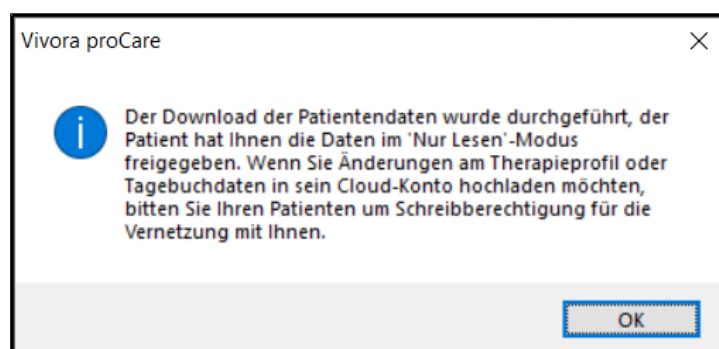 Vivora proCare
Der Download der Patientendaten wurde durchgeführt, der
Patient hat Ihnen die Daten im 'Nur Lesen'-Modus
freigegeben. Wenn Sie Änderungen am Therapieprofil oder
Tagebuchdaten in sein Cloud-Konto hochladen möchten,
bitten Sie Ihren Patienten um Schreibberechtigung für die
Vernetzung mit Ihnen.
OK